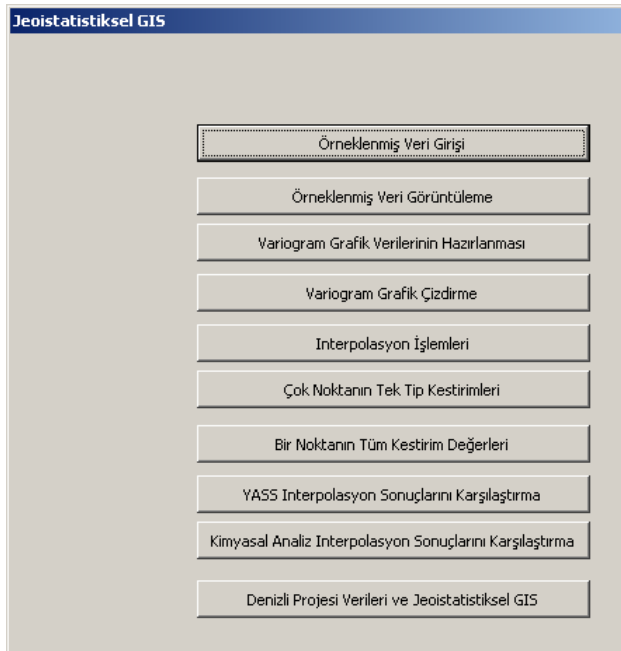 Jeoistatistiksel GIS
Örneklenmiş Veri Girişi
Örneklenmiş Veri Görüntüleme
Variogram Grafik Verilerinin Hazırlanması
Variogram Grafik Çizdirme
Interpolasyon İşlemleri
Çok Noktanın Tek Tip Kestirimleri
Bir Noktanın Tüm Kestirim Değerleri
YASS Interpolasyon Sonuçlarını Karşılaştırma
Kimyasal Analiz Interpolasyon Sonuçlarını Karşılaştırma
Denizli Projesi Verileri ve Jeoistatistiksel GIS